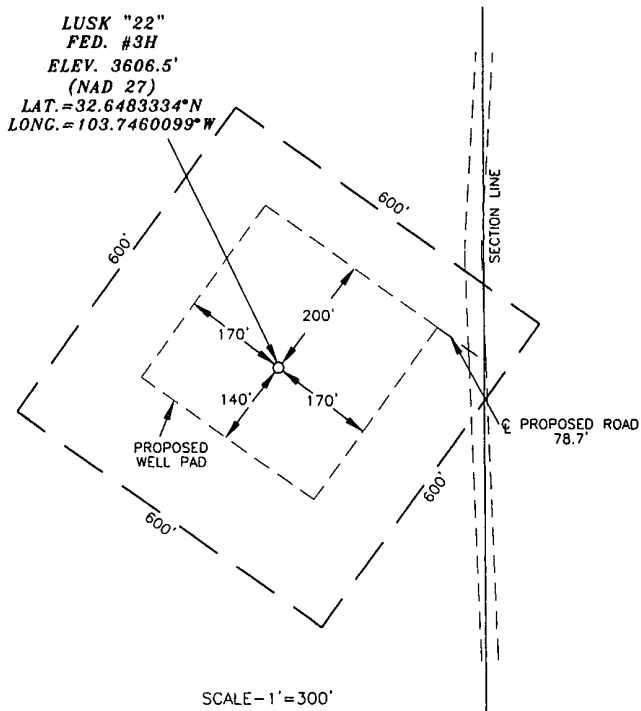 LUSK "22"
FED. #3H
ELEV. 3606.5'
(NAD 27)
LAT.=32.6483334°N
LONG.=103.7460099°W
600'
SECTION LINE
600'
200'
170'
140'
170'
PROPOSED
WELL PAD
℄ PROPOSED ROAD
78.7'
600'
600'
SCALE-1'=300'